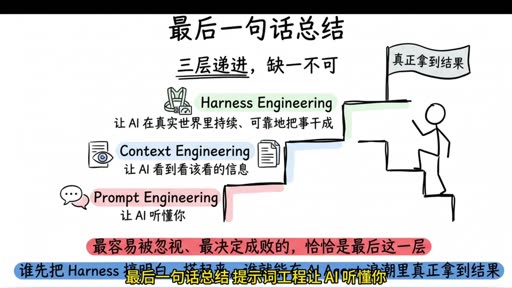 最后一句话总结
三层递进，缺一不可
真正拿到结果
Harness Engineering
让 AI 在真实世界里持续、可靠地把事干成
Context Engineering
让 AI 看到看该看的信息
Prompt Engineering
让 AI 听懂你
最容易被忽视、最决定成败的，恰恰是最后这一层
谁先把 Harness 搞明白 浪潮里真正拿到结果
最后一句话总结 提示词工程让 AI 听懂你